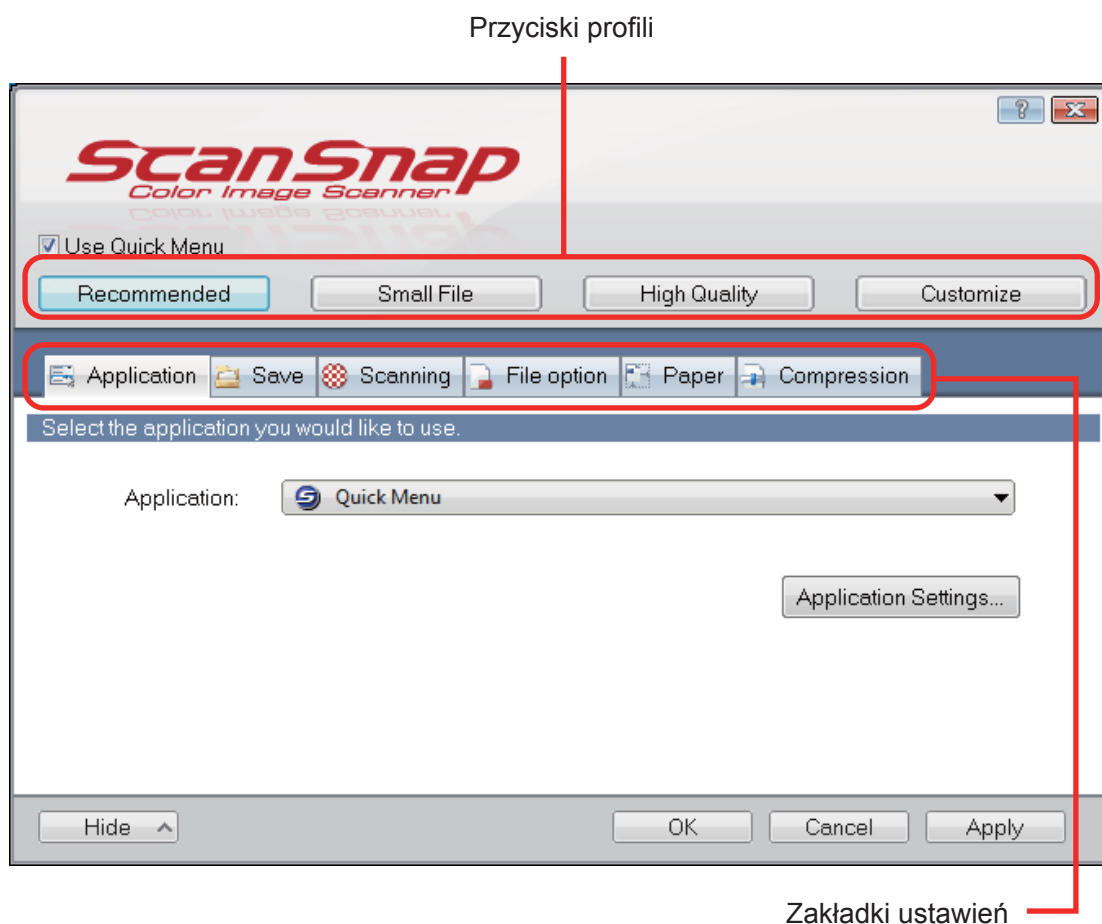 Przyciski profili
ScanSnap
Color Image Scanner
Use Quick Menu
Recommended Small File High Quality Customize
Application Save Scanning File option Paper Compression
Select the application you would like to use.
Application: Quick Menu
Application Settings...
Hide OK Cancel Apply
Zakładki ustawień